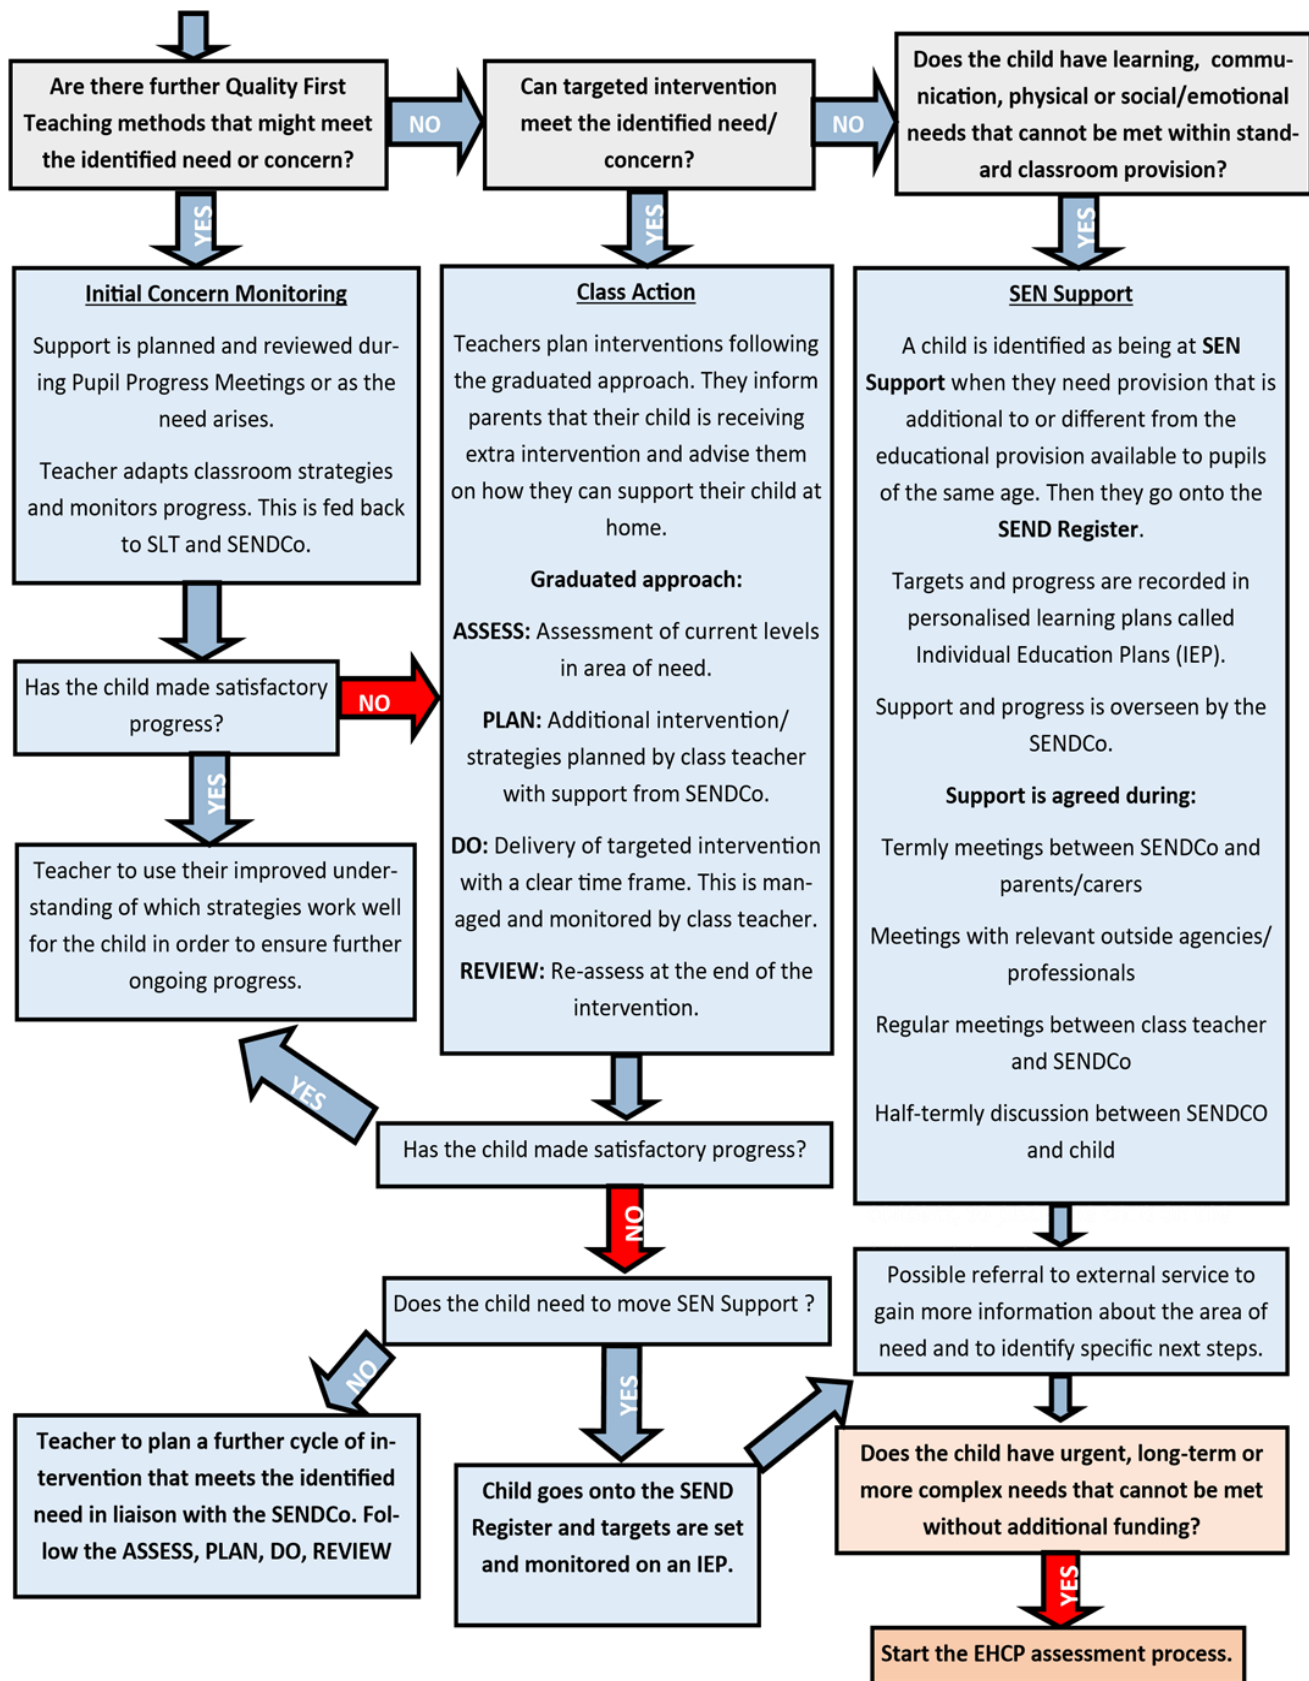 Are there further Quality First
Teaching methods that might meet
the identified need or concern?
NO
Can targeted intervention
meet the identified need/
concern?
NO
Does the child have learning, commu-
nication, physical or social/emotional
needs that cannot be met within stand-
ard classroom provision?
YES
YES
YES
Initial Concern Monitoring
Support is planned and reviewed dur-
ing Pupil Progress Meetings or as the
need arises.
Teacher adapts classroom strategies
and monitors progress. This is fed back
to SLT and SENDCo.
Has the child made satisfactory
progress?
NO
YES
Teacher to use their improved under-
standing of which strategies work well
for the child in order to ensure further
ongoing progress.
Class Action
Teachers plan interventions following
the graduated approach. They inform
parents that their child is receiving
extra intervention and advise them
on how they can support their child at
home.
Graduated approach:
ASSESS: Assessment of current levels
in area of need.
PLAN: Additional intervention/
strategies planned by class teacher
with support from SENDCo.
DO: Delivery of targeted intervention
with a clear time frame. This is man-
aged and monitored by class teacher.
REVIEW: Re-assess at the end of the
intervention.
YES
Has the child made satisfactory progress?
NO
Does the child need to move SEN Support ?
NO
YES
Teacher to plan a further cycle of in-
tervention that meets the identified
need in liaison with the SENDCo. Fol-
low the ASSESS, PLAN, DO, REVIEW
Child goes onto the SEND
Register and targets are set
and monitored on an IEP.
SEN Support
A child is identified as being at SEN
Support when they need provision that is
additional to or different from the
educational provision available to pupils
of the same age. Then they go onto the
SEND Register.
Targets and progress are recorded in
personalised learning plans called
Individual Education Plans (IEP).
Support and progress is overseen by the
SENDCo.
Support is agreed during:
Termly meetings between SENDCo and
parents/carers
Meetings with relevant outside agencies/
professionals
Regular meetings between class teacher
and SENDCo
Half-termly discussion between SENDCO
and child
Possible referral to external service to
gain more information about the area of
need and to identify specific next steps.
Does the child have urgent, long-term or
more complex needs that cannot be met
without additional funding?
YES
Start the EHCP assessment process.